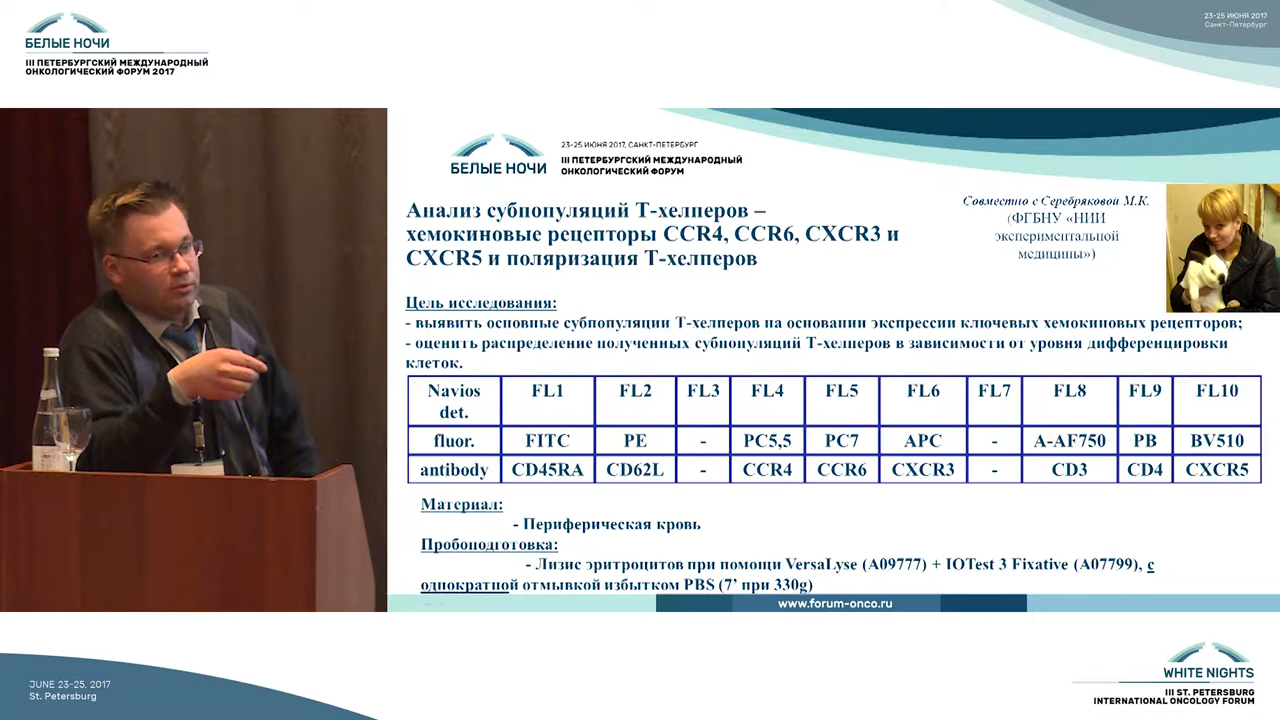 БЕЛЫЕ НОЧИ
III ПЕТЕРБУРГСКИЙ МЕЖДУНАРОДНЫЙ
ОНКОЛОГИЧЕСКИЙ ФОРУМ 2017
23-25 ИЮНЯ 2017
Санкт-Петербург
БЕЛЫЕ НОЧИ
23-25 ИЮНЯ 2017, САНКТ-ПЕТЕРБУРГ
III ПЕТЕРБУРГСКИЙ МЕЖДУНАРОДНЫЙ
ОНКОЛОГИЧЕСКИЙ ФОРУМ
Анализ субпопуляций Т-хелперов –
хемокиновые рецепторы CCR4, CCR6, CXCR3 и
CXCR5 и поляризация Т-хелперов
Совместно с Серебряковой М.К.
(ФГБНУ «НИИ
экспериментальной
медицины»)
Цель исследования:
- выявить основные субпопуляции Т-хелперов на основании экспрессии ключевых хемокиновых рецепторов;
- оценить распределение полученных субпопуляций Т-хелперов в зависимости от уровня дифференцировки
клеток.
Navios det. FL1 FL2 FL3 FL4 FL5 FL6 FL7 FL8 FL9 FL10
fluor. FITC PE - PC5,5 PC7 APC - A-AF750 PB BV510
antibody CD45RA CD62L - CCR4 CCR6 CXCR3 - CD3 CD4 CXCR5
Материал:
- Периферическая кровь
Пробоподготовка:
- Лизис эритроцитов при помощи VersaLyse (A09777) + IOTest 3 Fixative (A07799), с
однократной отмывкой избытком PBS (7’ при 330g)
www.forum-onco.ru
JUNE 23-25, 2017
St. Petersburg
WHITE NIGHTS
III ST. PETERSBURG
INTERNATIONAL ONCOLOGY FORUM